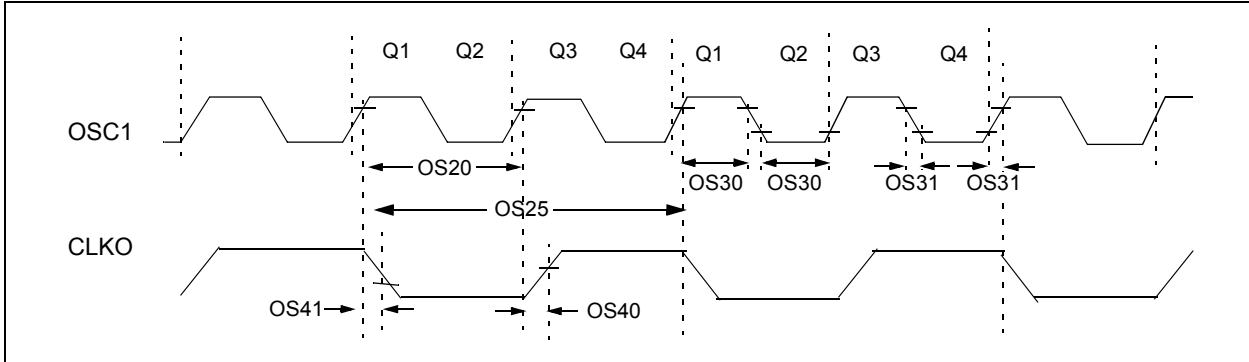 Q1 Q2 Q3 Q4 Q1 Q2 Q3 Q4
OSC1
OS20 OS30 OS30 OS31 OS31
OS25
CLKO
OS41 OS40